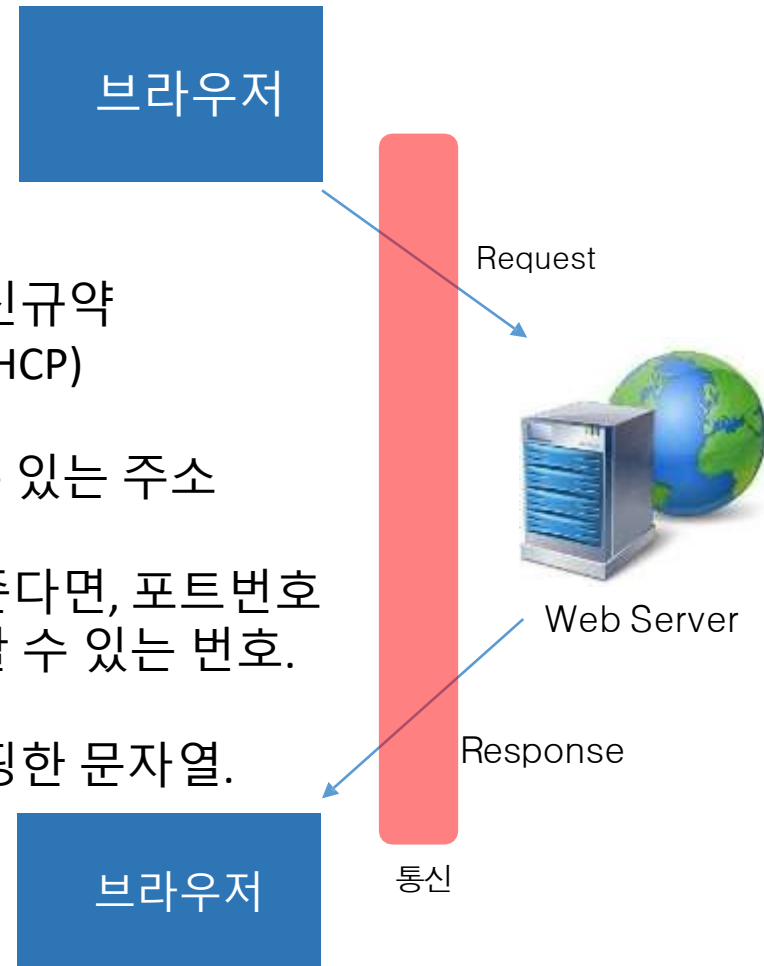 브라우저
Request
신규약
HCP)
있는 주소
준다면, 포트번호
수 있는 번호.
Web Server
핑한 문자열.
Response
브라우저
통신